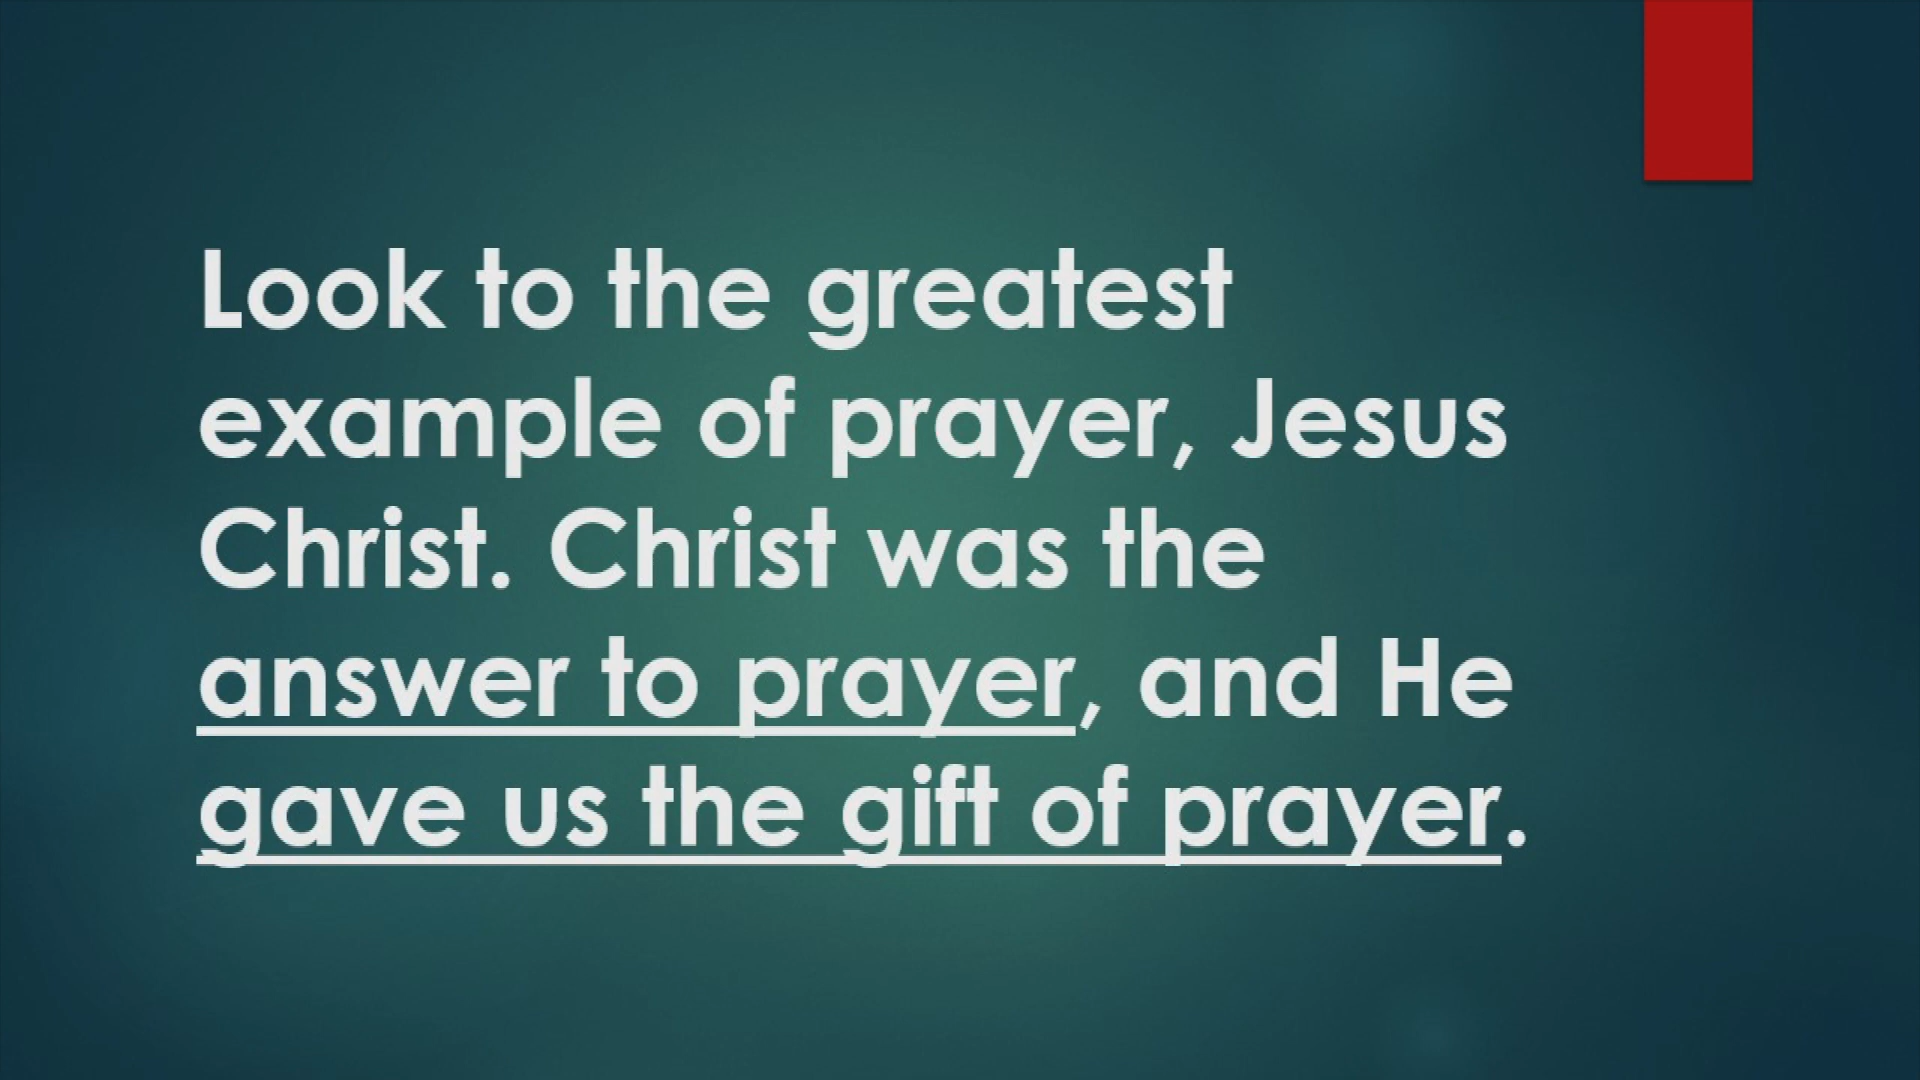 Look to the greatest
example of prayer, Jesus
Christ. Christ was the
answer to prayer, and He
gave us the gift of prayer.